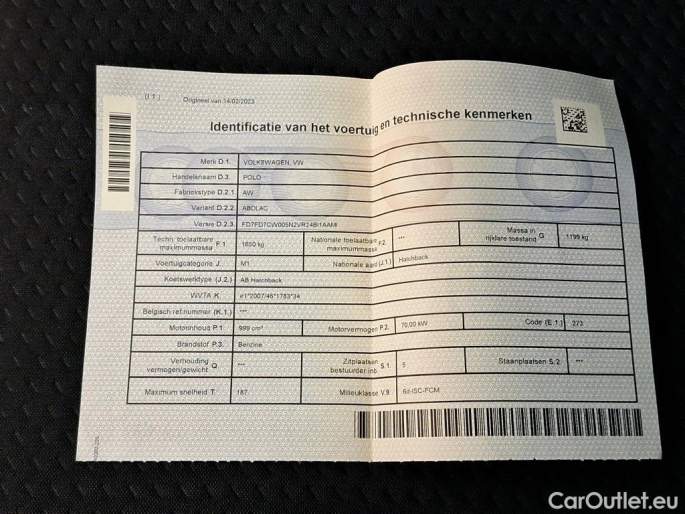 (I.T.)
Origineel van 14/02/2023
Identificatie van het voertuig en technische kenmerken
Merk D.1. VOLKSWAGEN, VW
Handelsnaam D.3. POLO
Fabriekstype D.2.1. AW
Variant D.2.2. ABDLAC
Versie D.2.3.
Techn. toelaatbare maximummassa F.1. 1650 kg Nationale toelaatbare maximummassa F.2. --- Massa in rijklare toestand G 1199 kg
Voertuigcategorie J. M1 Nationale aard (J.1.) Hatchback
Koetswerktype (J.2.) AB Hatchback
WVTA K. e1*2007/46*1783*34
Belgisch ref.nummer (K.1.) ---
Motorinhoud P.1. 999 cm³ Motorvermogen P.2. 70,00 kW Code (E.1.) 273
Brandstof P.3. Benzine
Verhouding vermogen/gewicht Q. --- Zitplaatsen bestuurder inb S.1. 5 Staanplaatsen S.2. ---
Maximum snelheid T. 187 Milieuklasse V.9. 6d-ISC-FCM
CarOutlet.eu